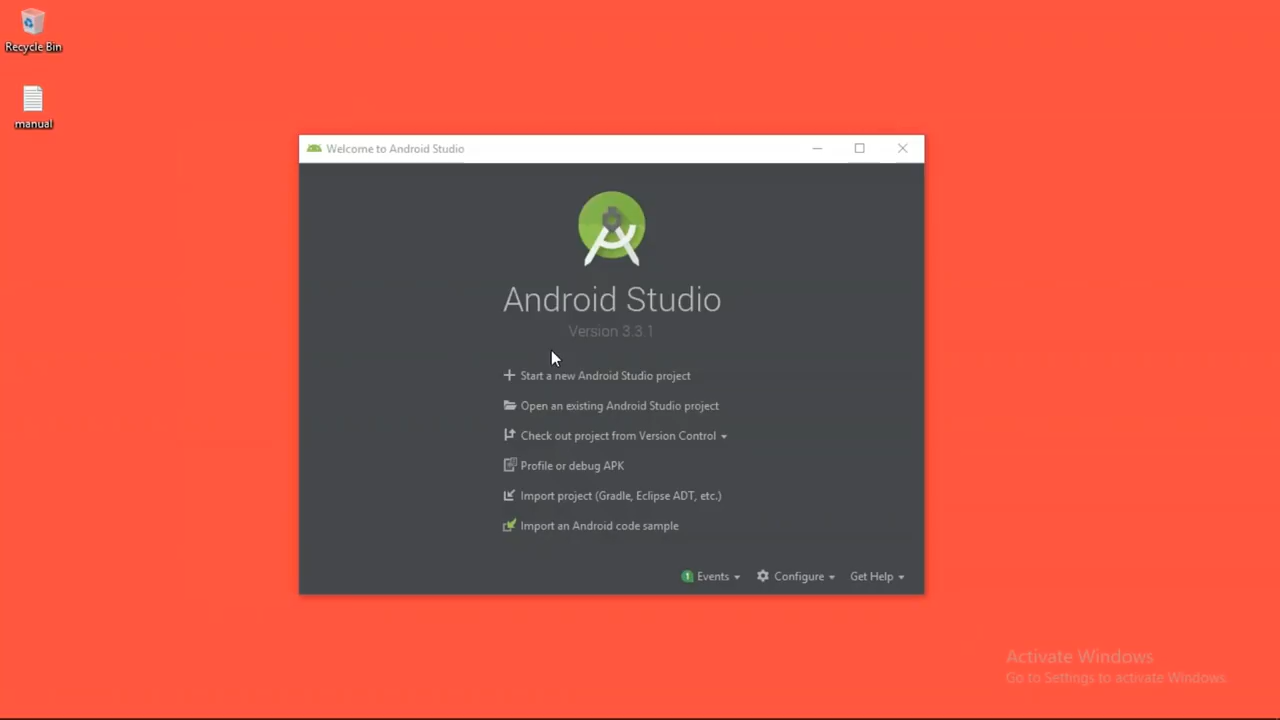 Recycle Bin
manual
Welcome to Android Studio
Android Studio
Version 3.3.1
Start a new Android Studio project
Open an existing Android Studio project
Check out project from Version Control
Profile or debug APK
Import project (Gradle, Eclipse ADT, etc.)
Import an Android code sample
1 Events
Configure
Get Help
Activate Windows
Go to Settings to activate Windows.